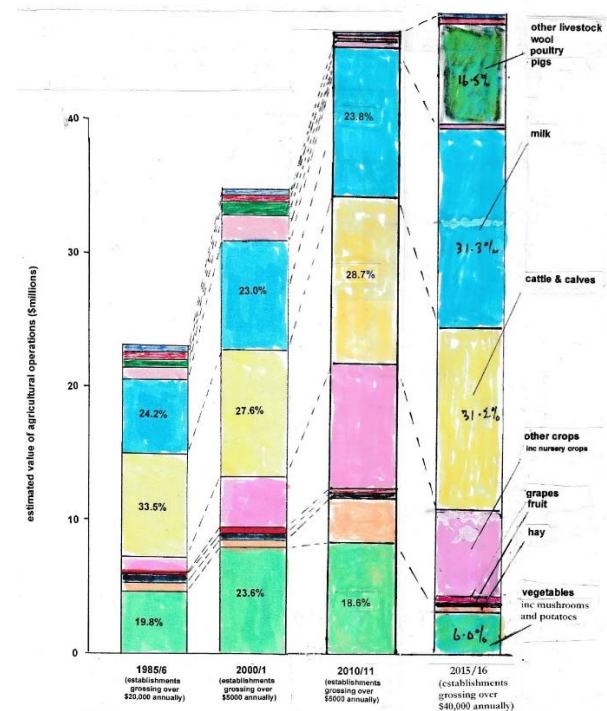 estimated value of agricultural operations ($millions)
40
30
20
10
0
24.2%
33.5%
19.8%
23.0%
27.6%
23.6%
23.8%
28.7%
18.6%
16.5%
31.3%
31.2%
6.0%
other livestock
wool
poultry
pigs
milk
cattle & calves
other crops
inc nursery crops
grapes
fruit
hay
vegetables
inc mushrooms
and potatoes
1985/6
(establishments
grossing over
$20,000 annually)
2000/1
(establishments
grossing over
$5000 annually)
2010/11
(establishments
grossing over
$5000 annually)
2015/16
(establishments
grossing over
$40,000 annually)